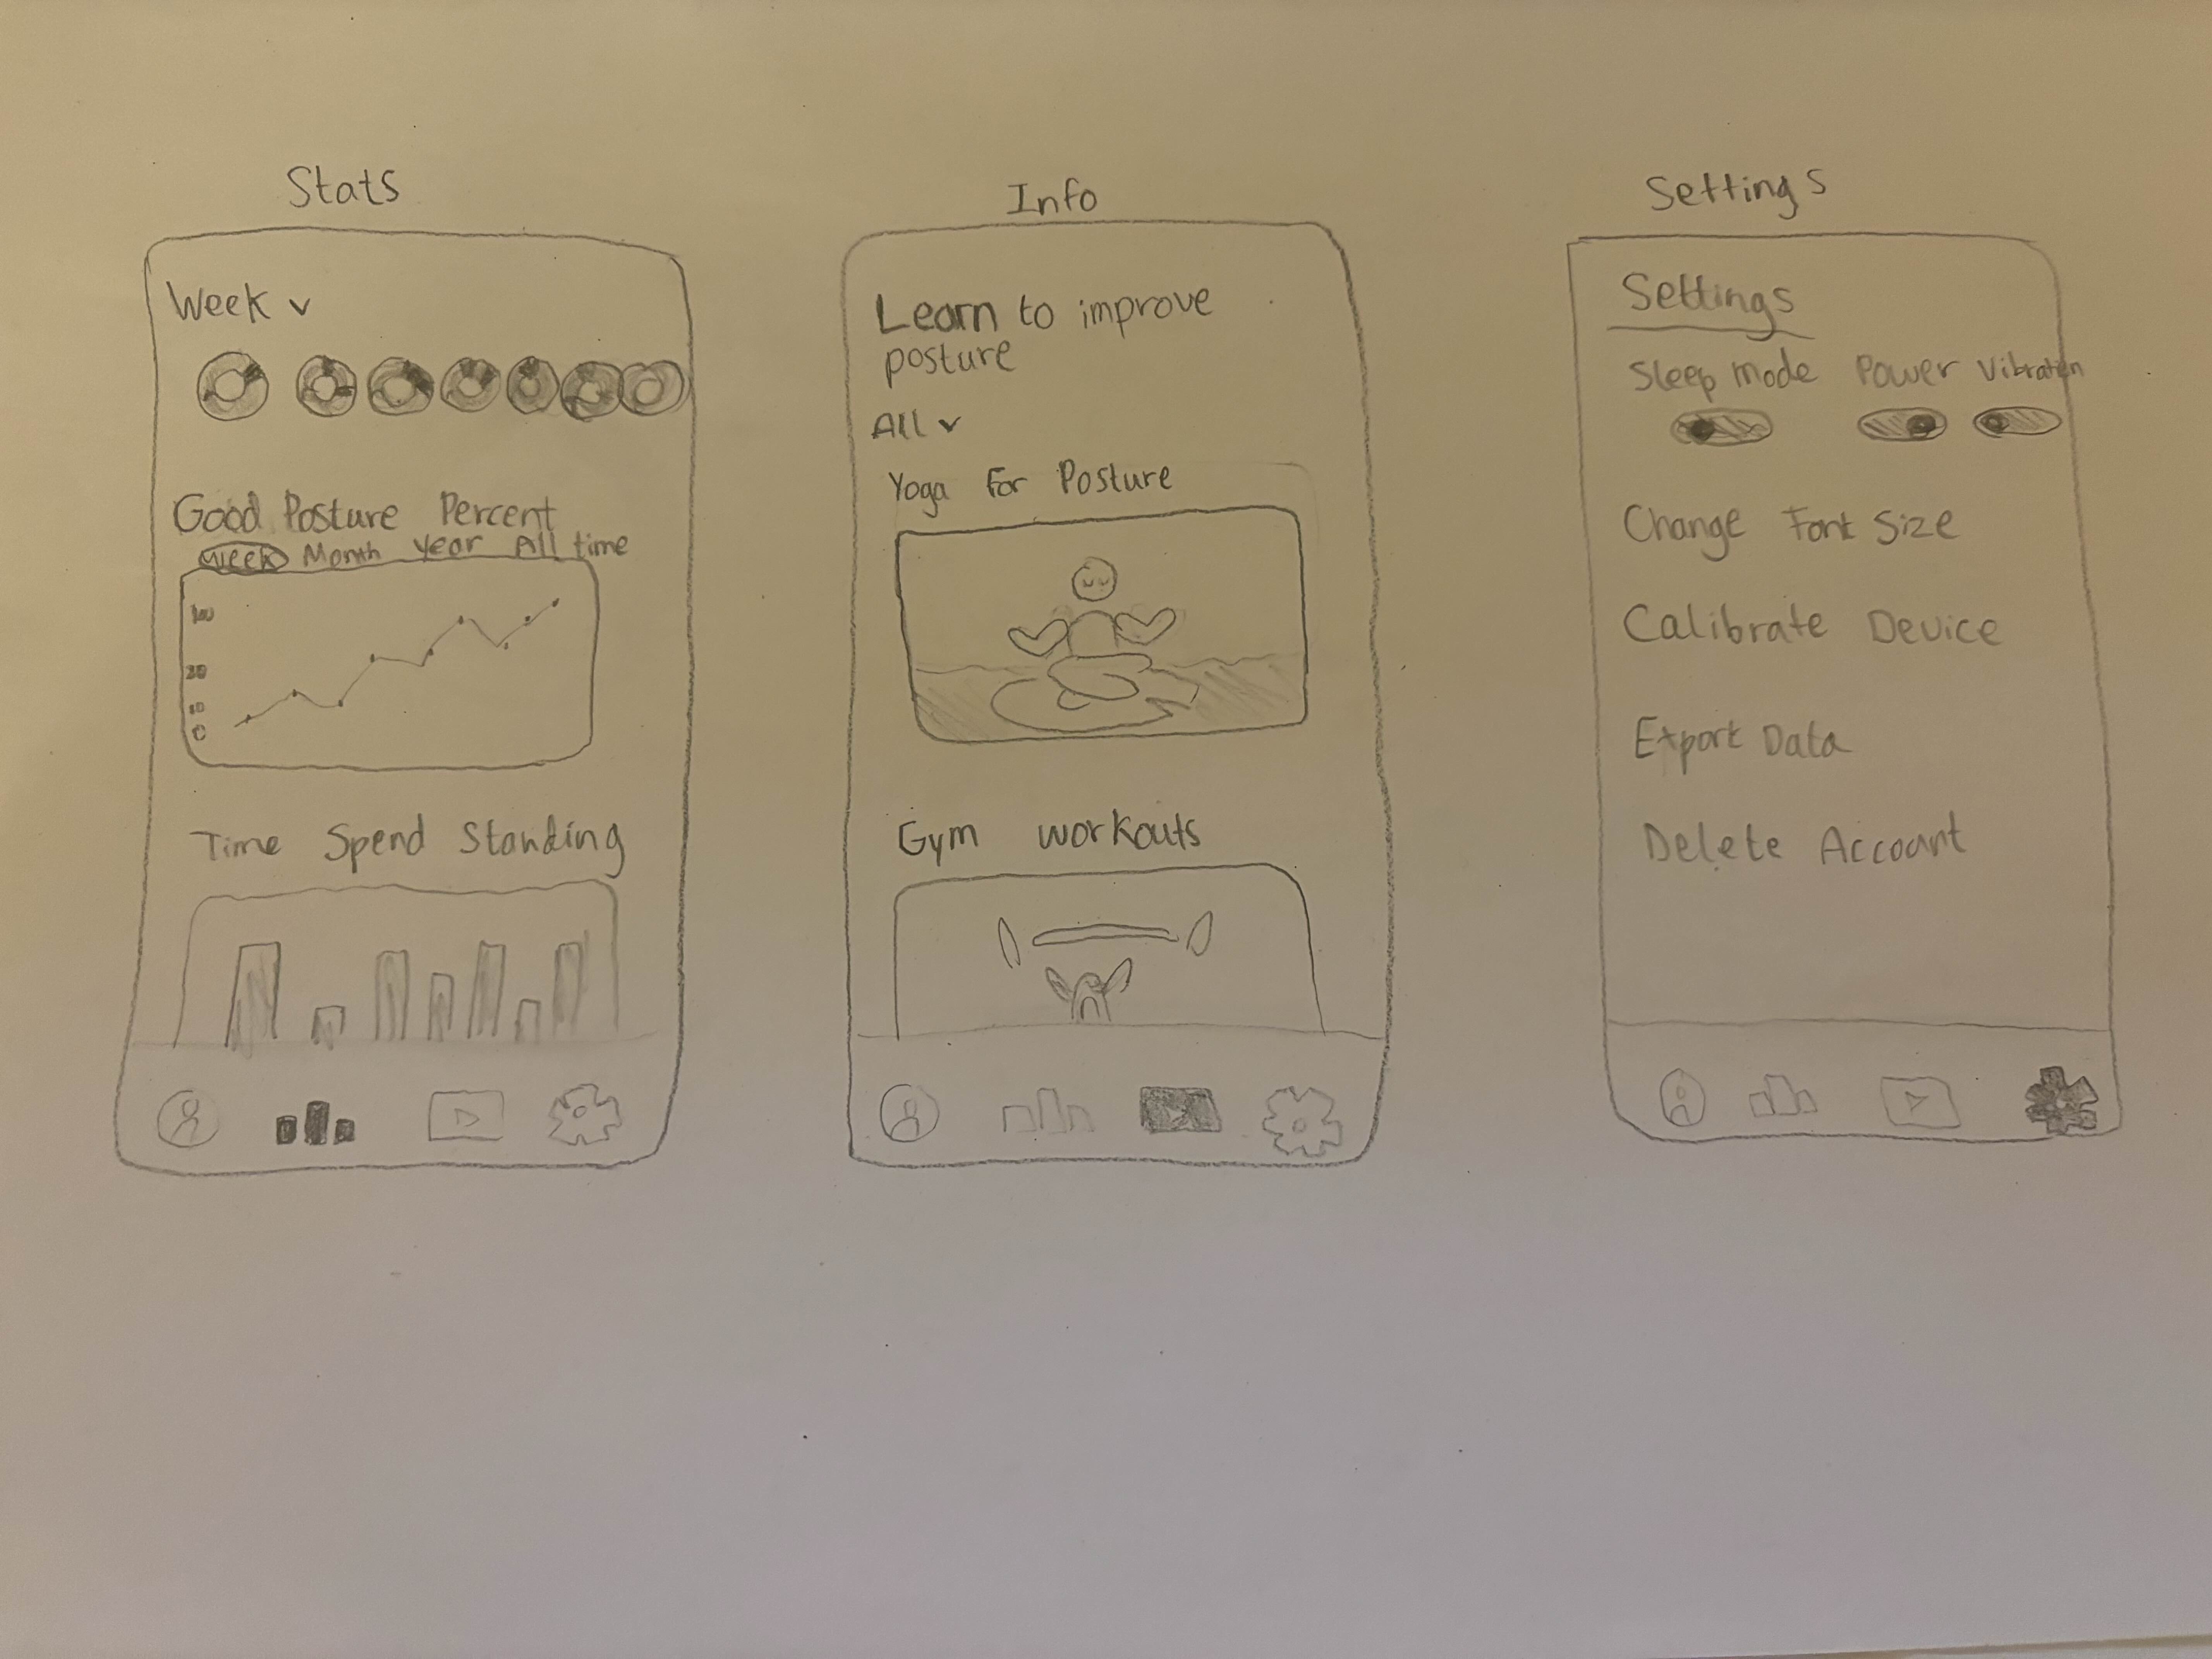 Stats
Week
Good Posture Percent
Week Month Year All time
100
20
10
0
Time Spend Standing
Info
Learn to improve
posture
All
Yoga For Posture
Gym workouts
Settings
Settings
Sleep Mode Power Vibration
Change Font Size
Calibrate Device
Export Data
Delete Account